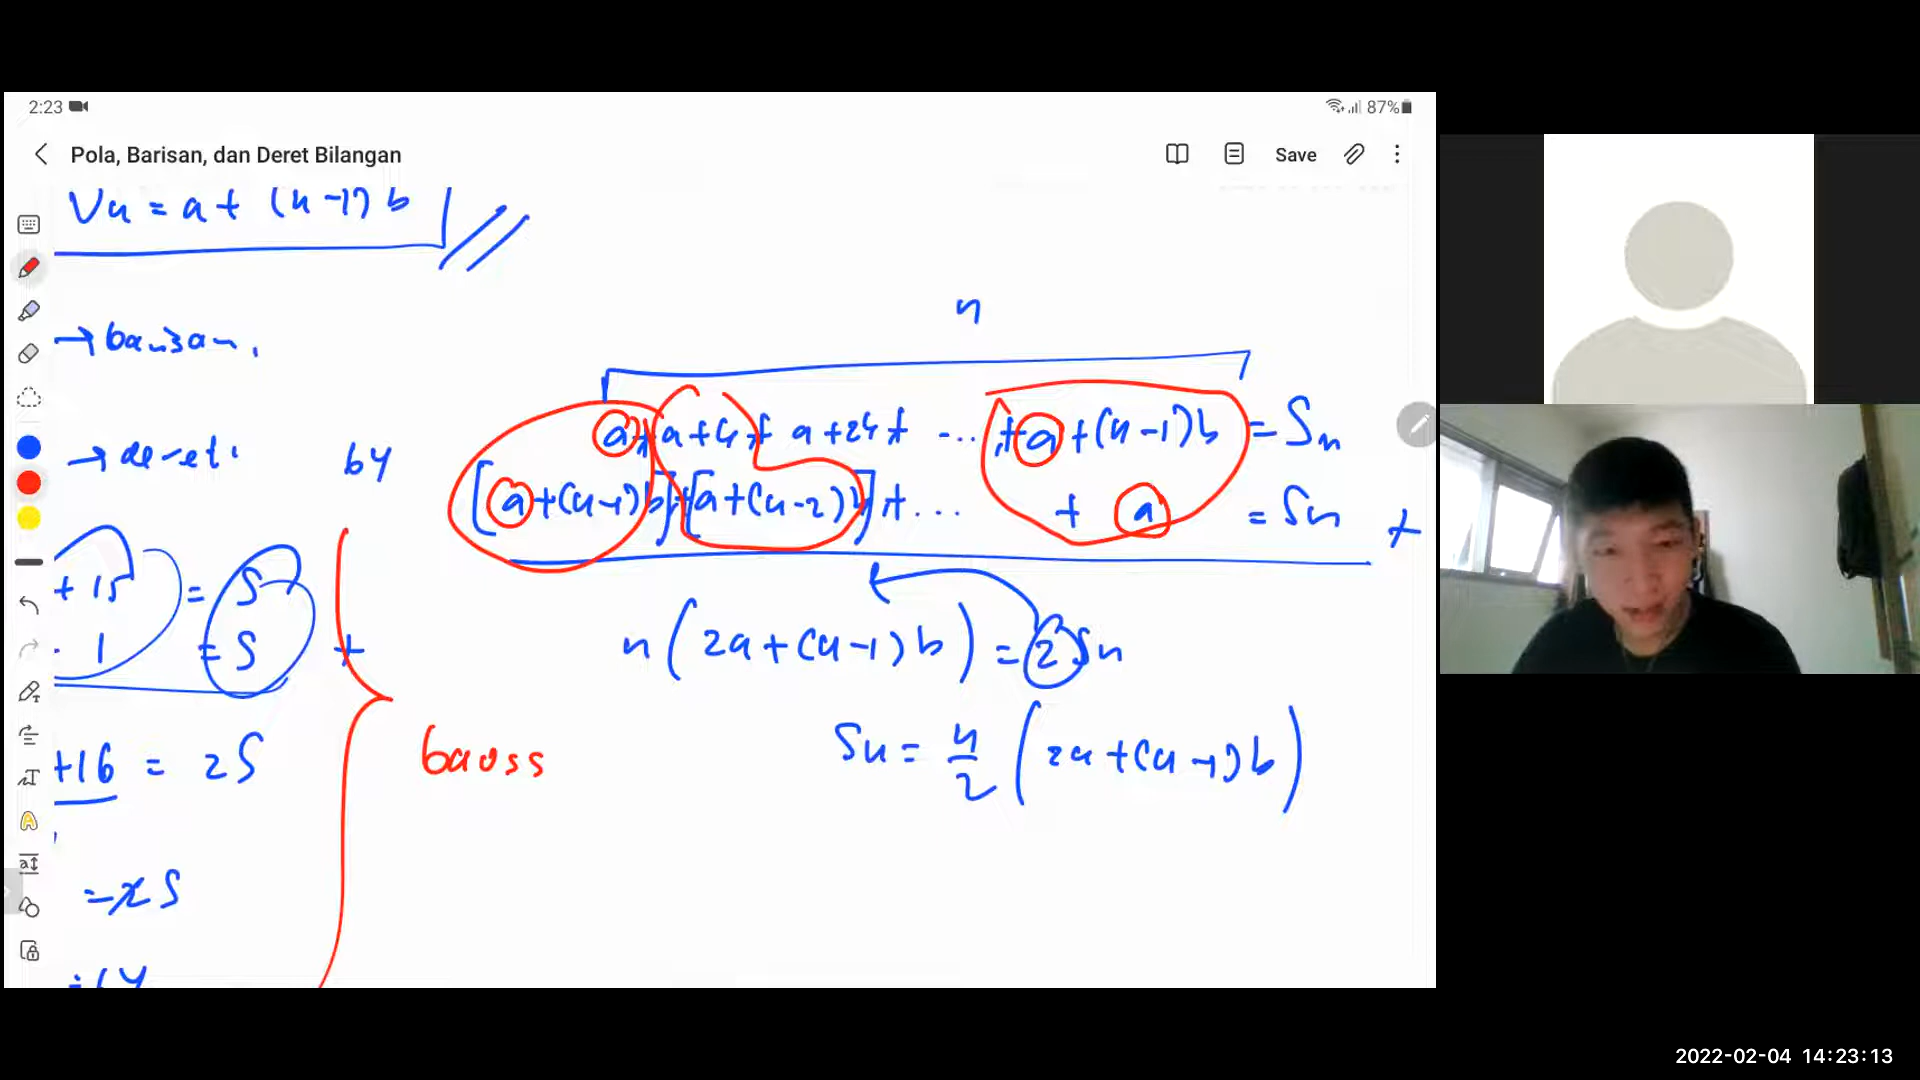 2:23
87%
Pola, Barisan, dan Deret Bilangan
Save
Un = a + (n-1) b
→ barisan.
→ deret.
by
n
a + a+b + a+2b + ... + a+(n-1)b = Sn
[a+(n-1)b] + [a+(n-2)b] + ... + a = Sn +
n (2a+(n-1)b) = 2Sn
Sn = n/2 (2a+(n-1)b)
+ 15 = S
1 = S +
+16 = 2S
= 2S
Gauss
2022-02-04 14:23:13